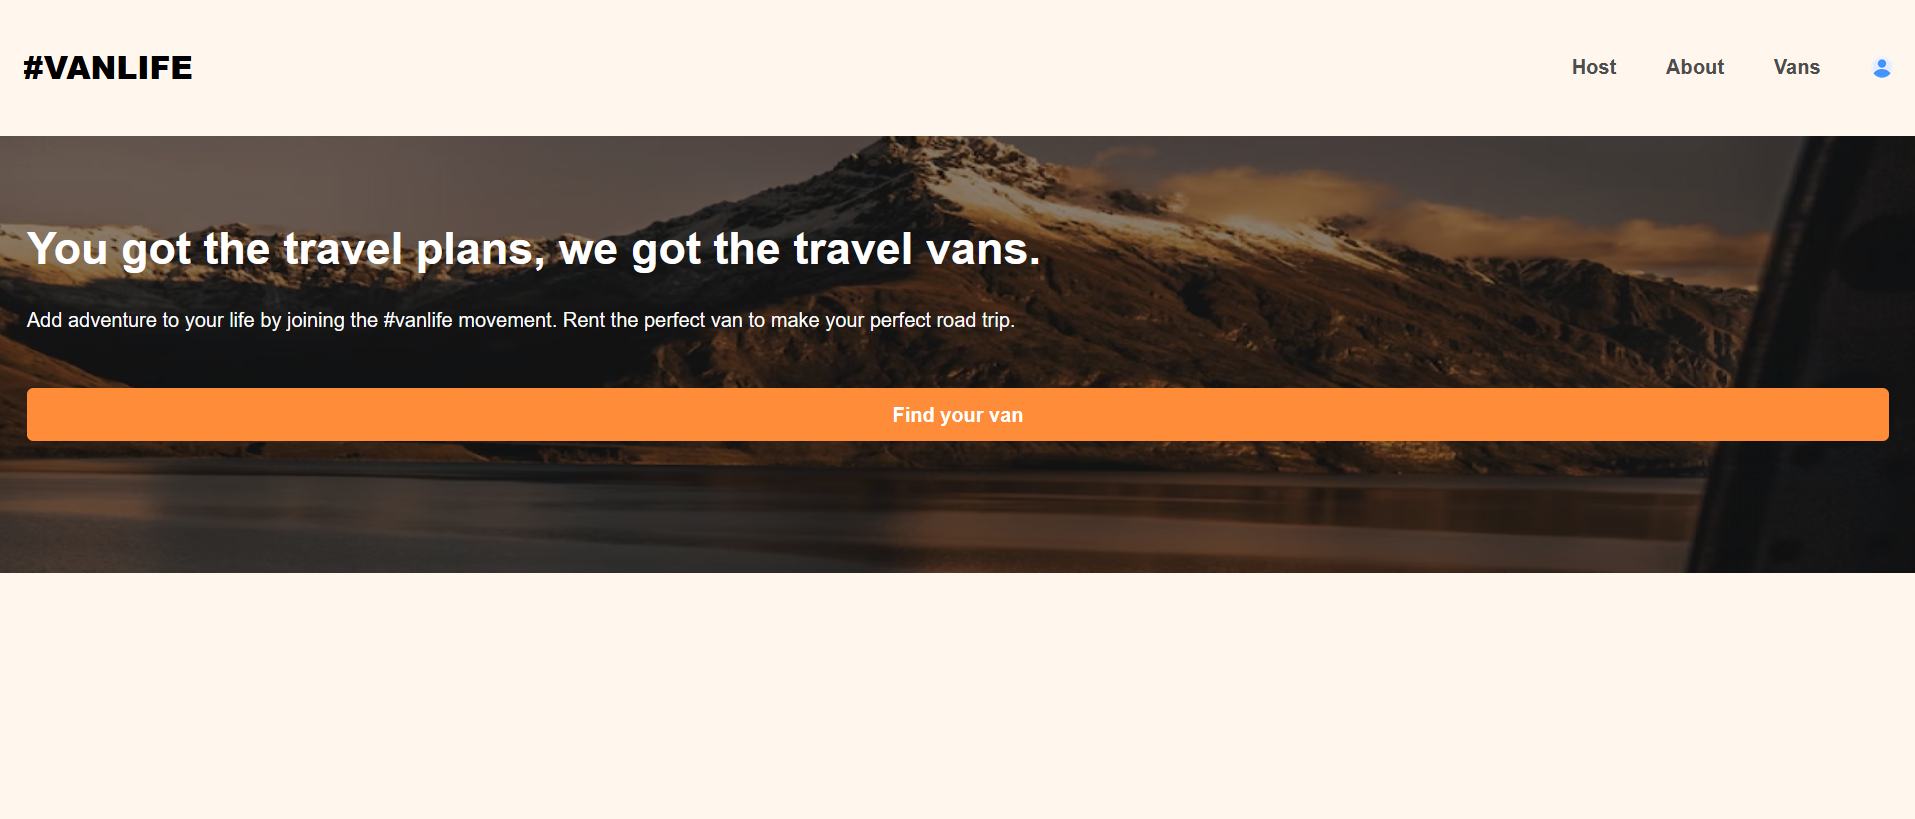 #VANLIFE
Host About Vans
You got the travel plans, we got the travel vans.
Add adventure to your life by joining the #vanlife movement. Rent the perfect van to make your perfect road trip.
Find your van